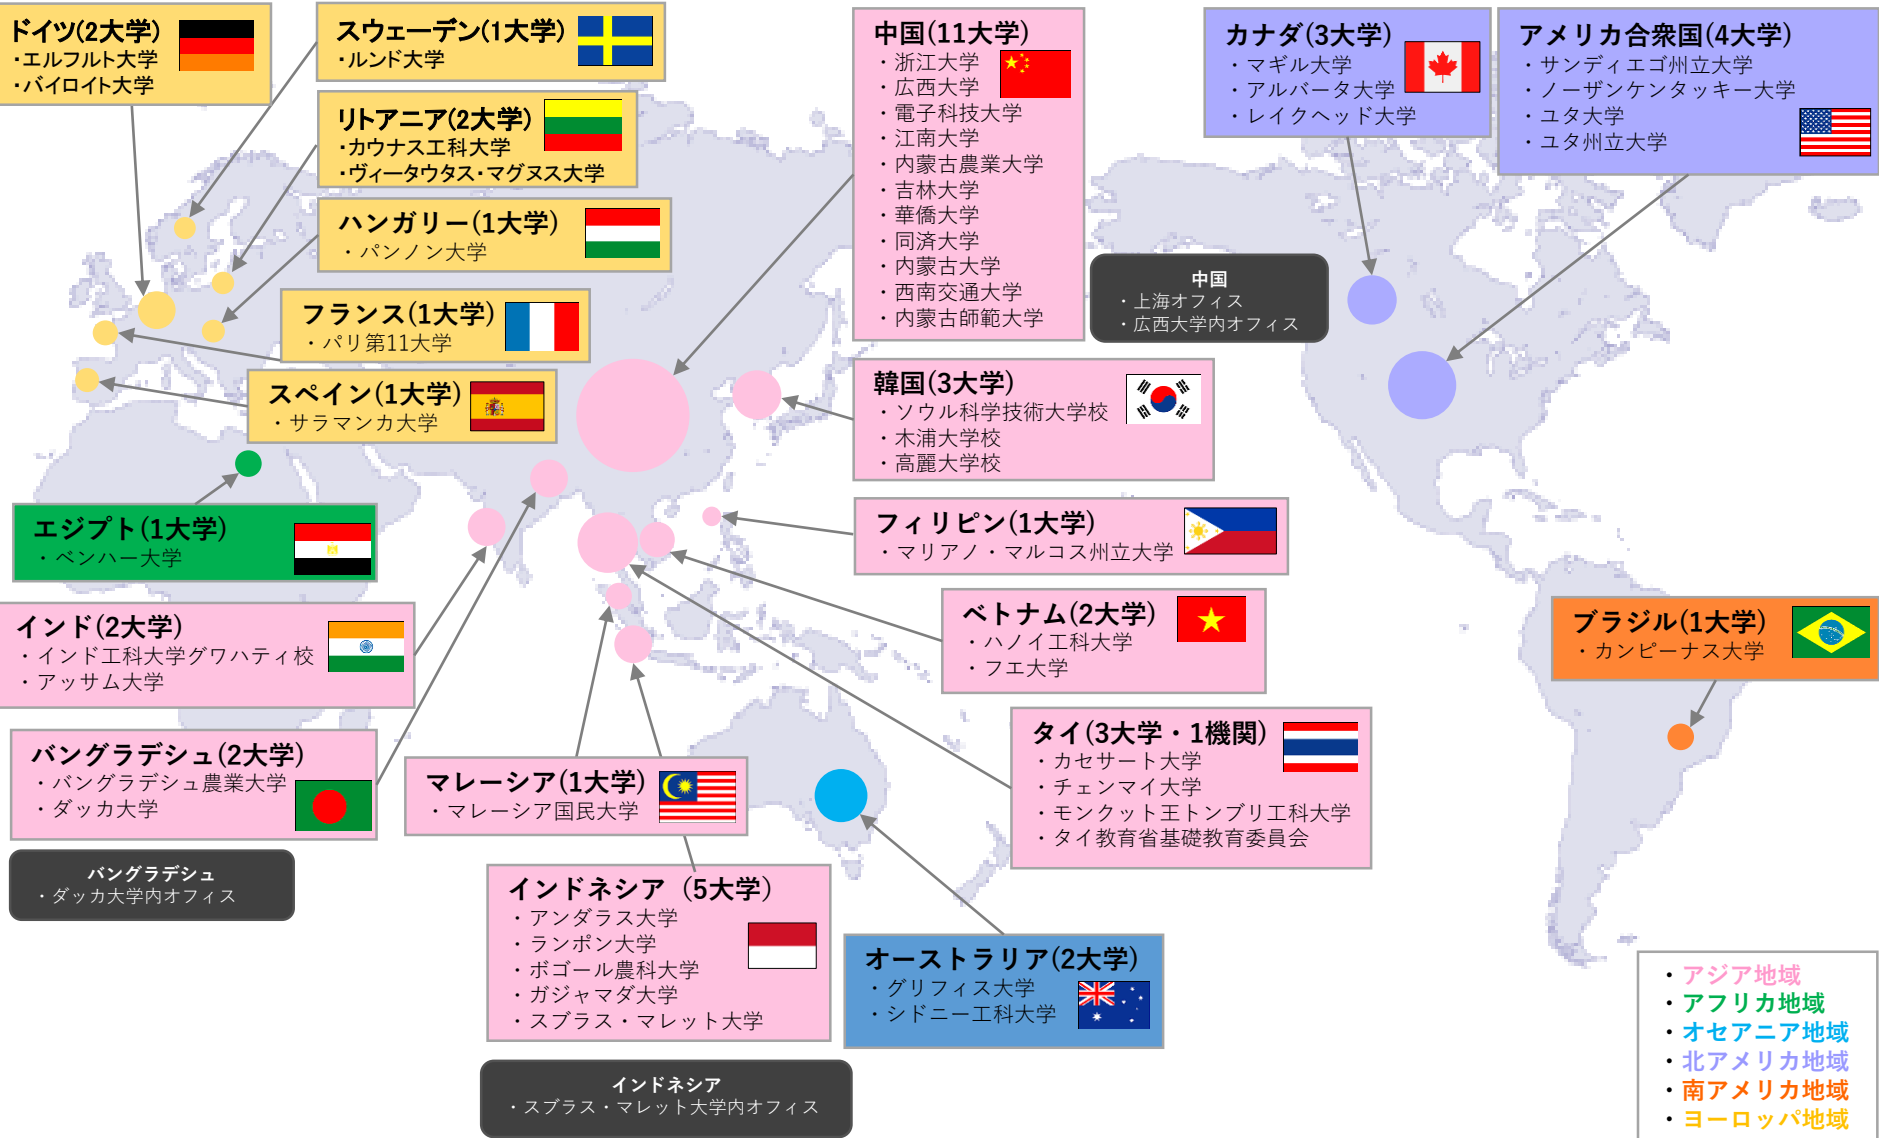 ドイツ(2大学)
・エルフルト大学
・バイロイト大学
スウェーデン(1大学)
・ルンド大学
リトアニア(2大学)
・カウナス工科大学
・ヴィータウタス・マグヌス大学
ハンガリー(1大学)
・パンノン大学
フランス(1大学)
・パリ第11大学
スペイン(1大学)
・サラマンカ大学
中国(11大学)
・浙江大学
・広西大学
・電子科技大学
・江南大学
・内蒙古農業大学
・吉林大学
・華僑大学
・同済大学
・内蒙古大学
・西南交通大学
・内蒙古師範大学
中国
・上海オフィス
・広西大学内オフィス
カナダ(3大学)
・マギル大学
・アルバータ大学
・レイクヘッド大学
アメリカ合衆国(4大学)
・サンディエゴ州立大学
・ノーザンケンタッキー大学
・ユタ大学
・ユタ州立大学
韓国(3大学)
・ソウル科学技術大学校
・木浦大学校
・高麗大学校
エジプト(1大学)
・ベンハー大学
フィリピン(1大学)
・マリアノ・マルコス州立大学
インド(2大学)
・インド工科大学グワハティ校
・アッサム大学
ベトナム(2大学)
・ハノイ工科大学
・フエ大学
ブラジル(1大学)
・カンピーナス大学
バングラデシュ(2大学)
・バングラデシュ農業大学
・ダッカ大学
バングラデシュ
・ダッカ大学内オフィス
マレーシア(1大学)
・マレーシア国民大学
タイ(3大学・1機関)
・カセサート大学
・チェンマイ大学
・モンクット王トンブリ工科大学
・タイ教育省基礎教育委員会
インドネシア (5大学)
・アンダラス大学
・ランポン大学
・ボゴール農科大学
・ガジャマダ大学
・スブラス・マレット大学
インドネシア
・スブラス・マレット大学内オフィス
オーストラリア(2大学)
・グリフィス大学
・シドニー工科大学
・アジア地域
・アフリカ地域
・オセアニア地域
・北アメリカ地域
・南アメリカ地域
・ヨーロッパ地域